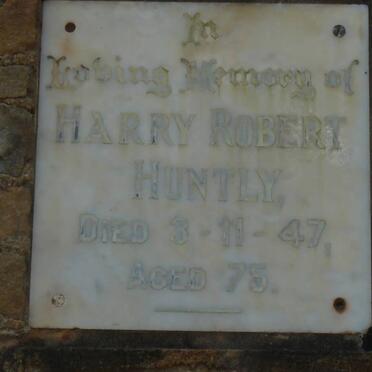 In
Loving Memory of
HARRY ROBERT
HUNTLY,
DIED 3-11-47,
AGED 75.